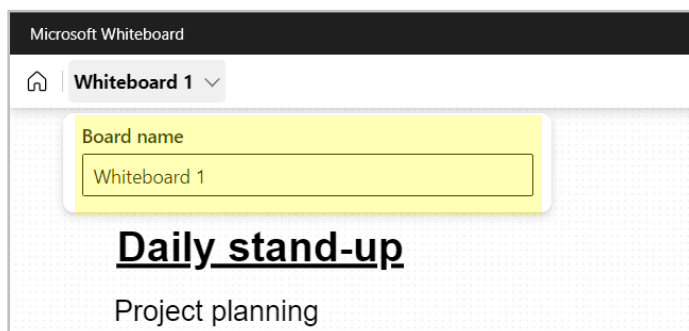 Microsoft Whiteboard
Whiteboard 1
Board name
Whiteboard 1
Daily stand-up
Project planning